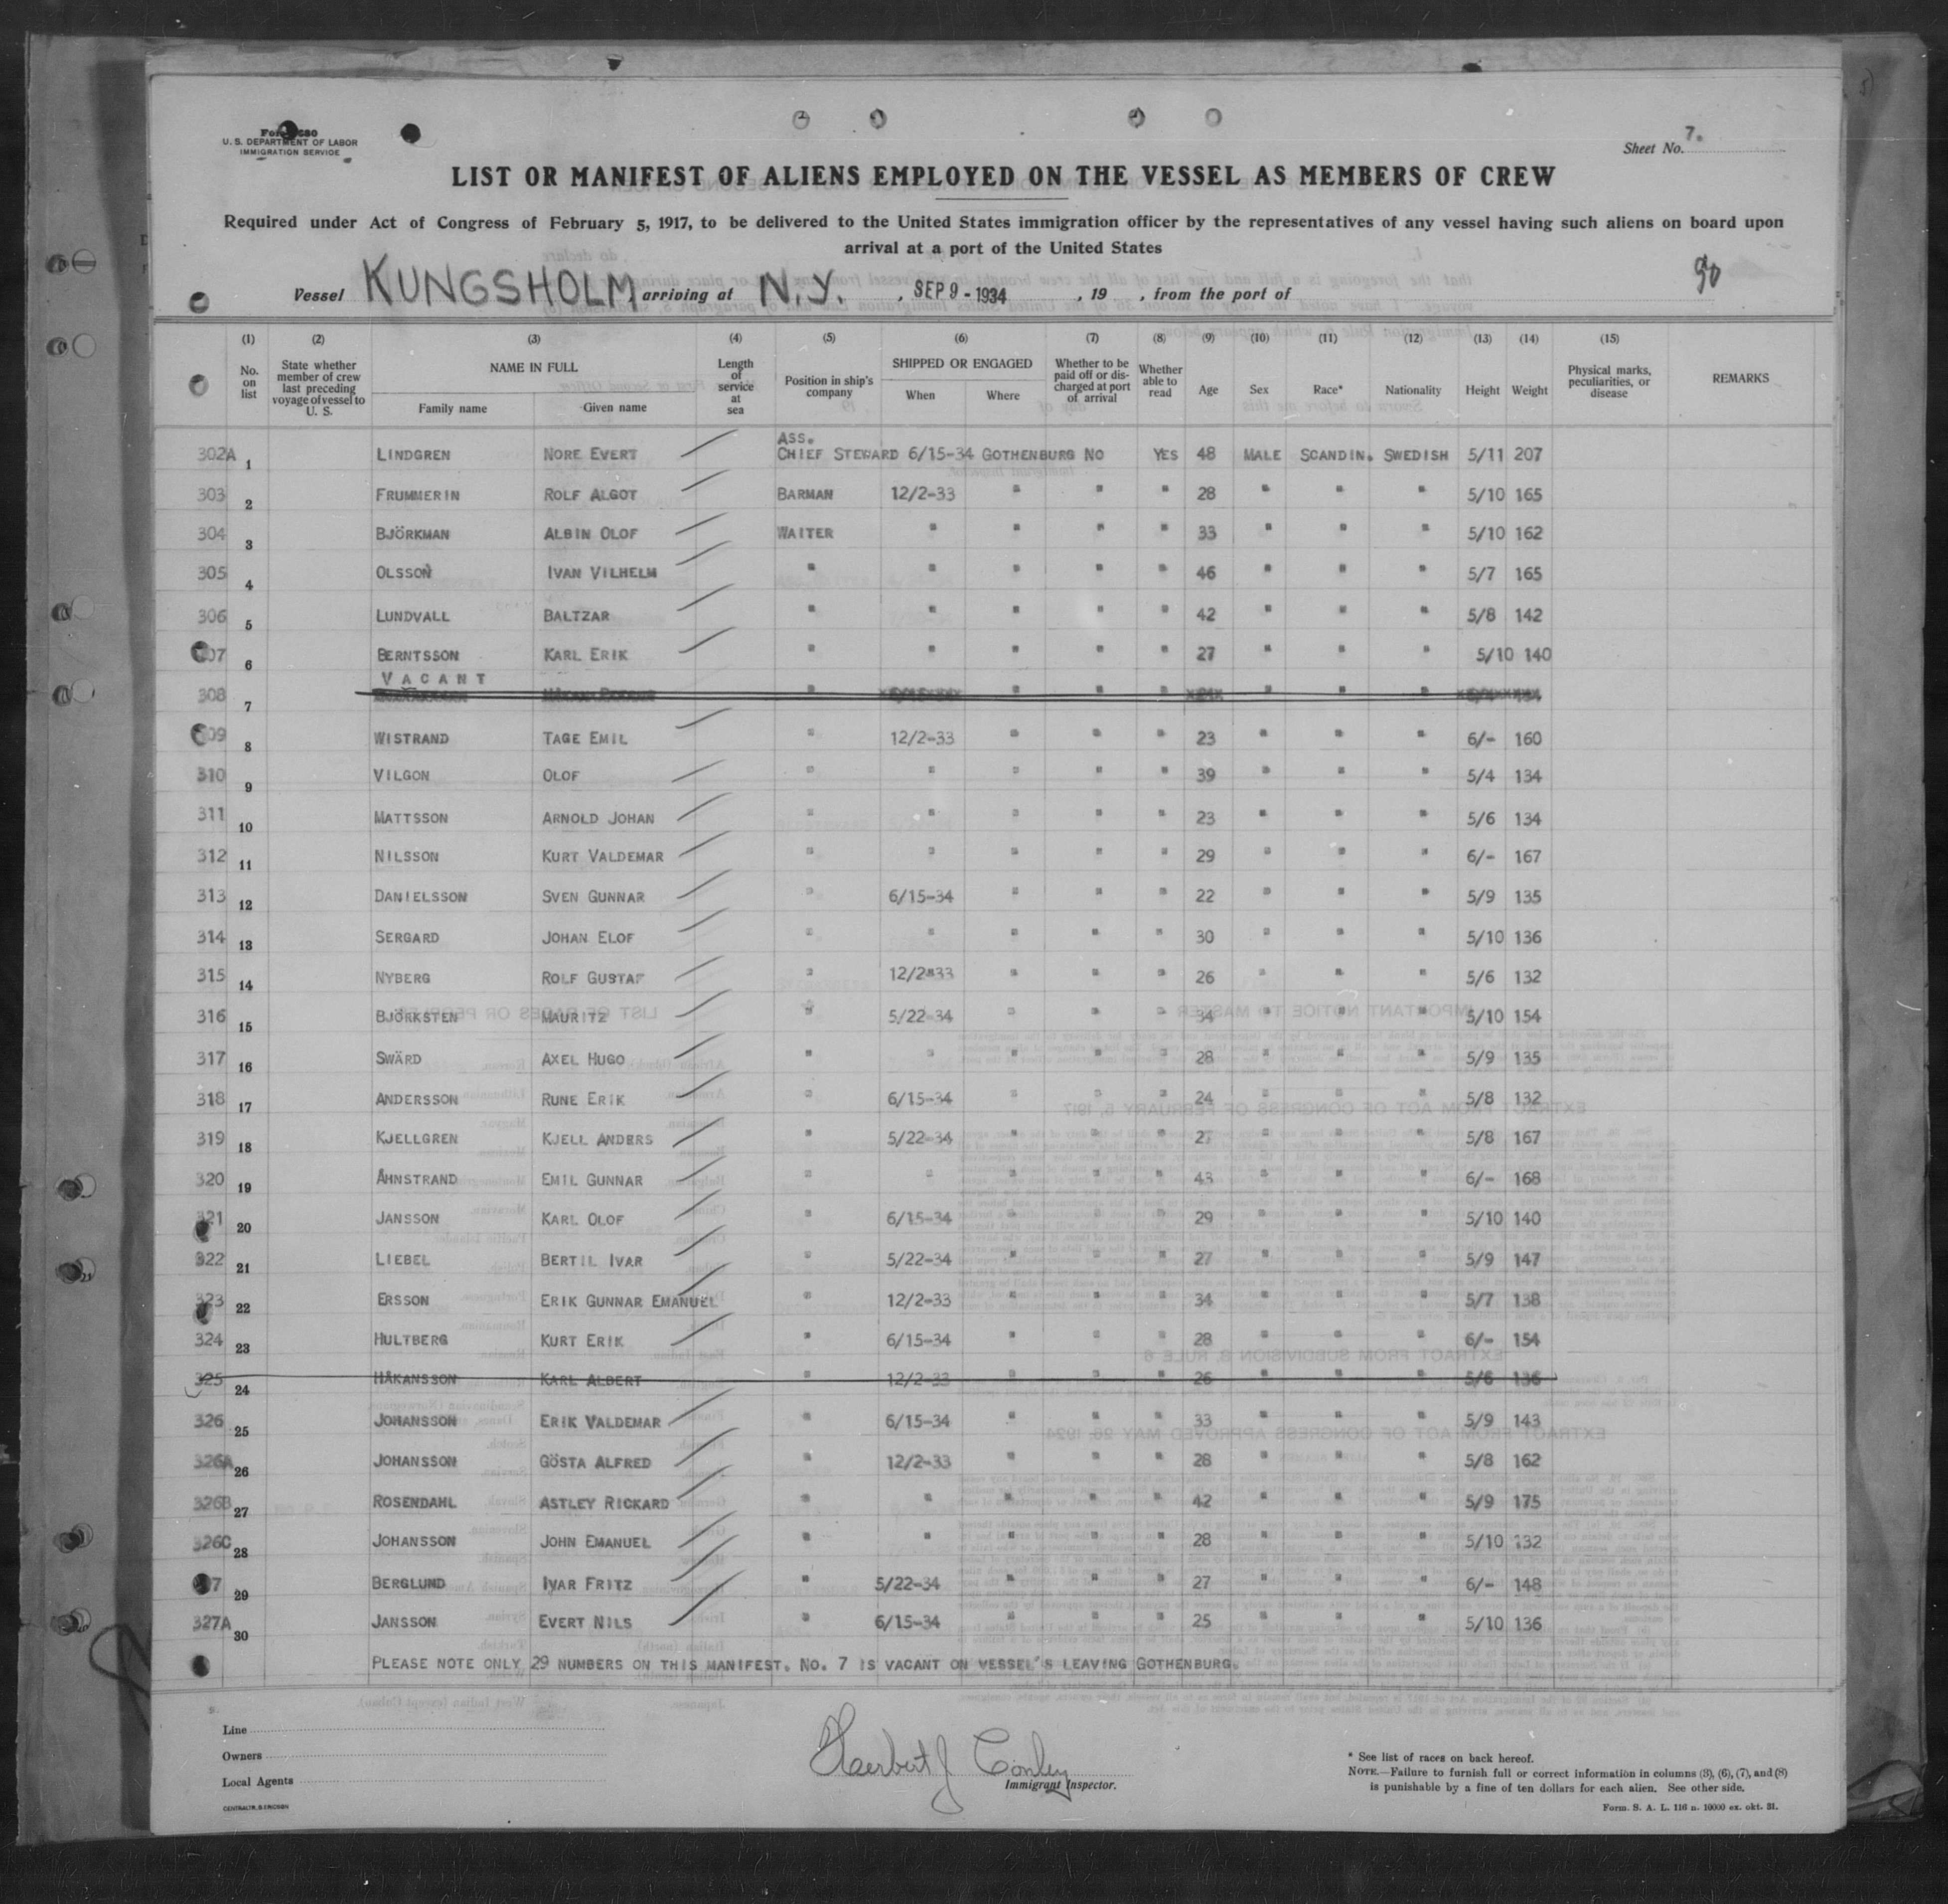 Form 680
U. S. DEPARTMENT OF LABOR
IMMIGRATION SERVICE
Sheet No. 7.
LIST OR MANIFEST OF ALIENS EMPLOYED ON THE VESSEL AS MEMBERS OF CREW
Required under Act of Congress of February 5, 1917, to be delivered to the United States immigration officer by the representatives of any vessel having such aliens on board upon
arrival at a port of the United States
90
Vessel KUNGSHOLM arriving at N.Y. , SEP 9 - 1934 , 19 , from the port of
(1) (2) (3) (4) (5) (6) (7) (8) (9) (10) (11) (12) (13) (14) (15)
No. on list State whether member of crew last preceding voyage of vessel to U. S. NAME IN FULL Family name Given name Length of service at sea Position in ship's company SHIPPED OR ENGAGED When Where Whether to be paid off or discharged at port of arrival Whether able to read Age Sex Race* Nationality Height Weight Physical marks, peculiarities, or disease REMARKS
ASS.
302A 1 LINDGREN NORE EVERT CHIEF STEWARD 6/15-34 GOTHENBURG NO YES 48 MALE SCANDIN. SWEDISH 5/11 207
303 2 FRUMMERIN ROLF ALGOT BARMAN 12/2-33 " " " 28 " " " 5/10 165
304 3 BJÖRKMAN ALBIN OLOF WAITER " " " " 33 " " " 5/10 162
305 4 OLSSON IVAN VILHELM " " " " " 46 " " " 5/7 165
306 5 LUNDVALL BALTZAR " " " " " 42 " " " 5/8 142
307 6 BERNTSSON KARL ERIK " " " " " 27 " " " 5/10 140
VACANT
308 7 " " " " " " "
309 8 WISTRAND TAGE EMIL " 12/2-33 " " " 23 " " " 6/- 160
310 9 VILGON OLOF " " " " " 39 " " " 5/4 134
311 10 MATTSSON ARNOLD JOHAN " " " " " 23 " " " 5/6 134
312 11 NILSSON KURT VALDEMAR " " " " " 29 " " " 6/- 167
313 12 DANIELSSON SVEN GUNNAR " 6/15-34 " " " 22 " " " 5/9 135
314 13 SERGARD JOHAN ELOF " " " " " 30 " " " 5/10 136
315 14 NYBERG ROLF GUSTAF " 12/2-33 " " " 26 " " " 5/6 132
316 15 BJÖRKSTEN MAURITZ " 5/22-34 " " " 34 " " " 5/10 154
317 16 SWÄRD AXEL HUGO " " " " " 28 " " " 5/9 135
318 17 ANDERSSON RUNE ERIK " 6/15-34 " " " 24 " " " 5/8 132
319 18 KJELLGREN KJELL ANDERS " 5/22-34 " " " 27 " " " 5/8 167
320 19 ÅHNSTRAND EMIL GUNNAR " " " " " 43 " " " 6/- 168
321 20 JANSSON KARL OLOF " 6/15-34 " " " 29 " " " 5/10 140
322 21 LIEBEL BERTIL IVAR " 5/22-34 " " " 27 " " " 5/9 147
323 22 ERSSON ERIK GUNNAR EMANUEL " 12/2-33 " " " 34 " " " 5/7 138
324 23 HULTBERG KURT ERIK " 6/15-34 " " " 28 " " " 6/- 154
325 24 HÅKANSSON KARL ALBERT " 12/2-33 " " " 26 " " " 5/6 136
326 25 JOHANSSON ERIK VALDEMAR " 6/15-34 " " " 33 " " " 5/9 143
326A 26 JOHANSSON GÖSTA ALFRED " 12/2-33 " " " 28 " " " 5/8 162
326B 27 ROSENDAHL ASTLEY RICKARD " " " " " 42 " " " 5/9 175
326C 28 JOHANSSON JOHN EMANUEL " " " " " 28 " " " 5/10 132
29 BERGLUND IVAR FRITZ " 5/22-34 " " " 27 " " " 6/- 148
327A 30 JANSSON EVERT NILS " 6/15-34 " " " 25 " " " 5/10 136
PLEASE NOTE ONLY 29 NUMBERS ON THIS MANIFEST. NO. 7 IS VACANT ON VESSEL'S LEAVING GOTHENBURG.
Line
Owners
Local Agents
CENTRALTR. G. ERICSON
Herbert J Conley
Immigrant Inspector.
* See list of races on back hereof.
NOTE.—Failure to furnish full or correct information in columns (3), (6), (7), and (8)
is punishable by a fine of ten dollars for each alien. See other side.
Form. S. A. L. 116 n. 10000 ex. okt. 31.